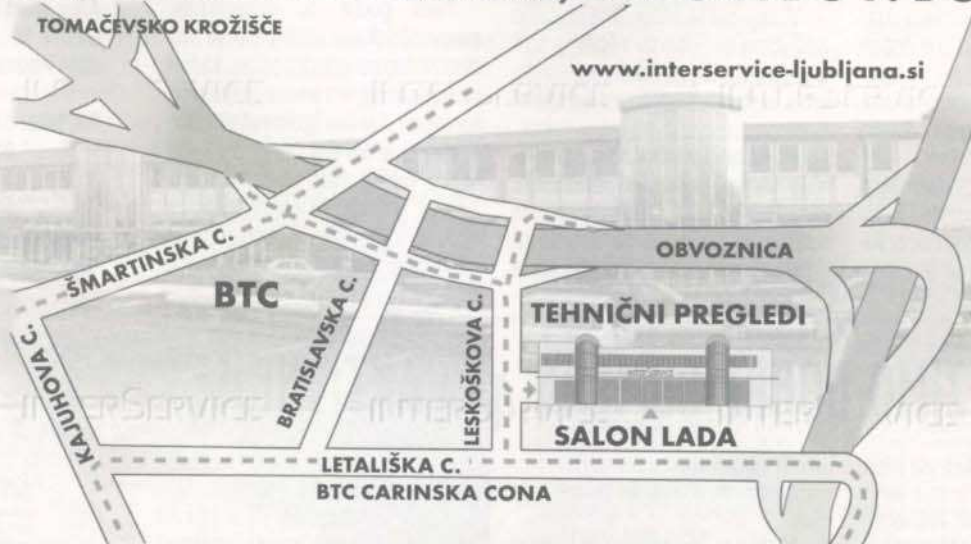 TOMAČEVSKO KROŽIŠČE
www.interservice-ljubljana.si
OBVOZNICA
ŠMARTINSKA C.
BTC
KAJUHOVA C.
BRATISLAVSKA C.
LESKOŠKOVA C.
TEHNIČNI PREGLEDI
SALON LADA
LETALIŠKA C.
BTC CARINSKA CONA